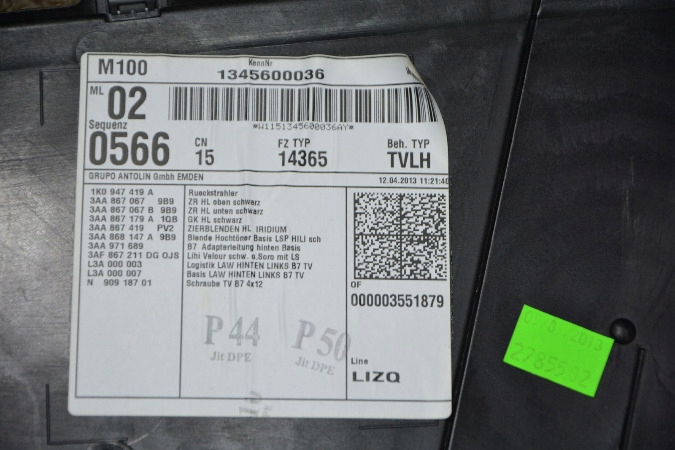 M100
KennNr
1345600036
ML 02
*W1151345600036AY*
Sequenz
0566
CN
15
FZ TYP
14365
Beh. TYP
TVLH
GRUPO ANTOLIN GmbH EMDEN
12.04.2013 11:21:40
1K0 947 419 A Rueckstrahler
3AA 867 067 9B9 ZR HL oben schwarz
3AA 867 067 B 9B9 ZR HL unten schwarz
3AA 867 179 A 1QB GK HL schwarz
3AA 867 419 PV2 ZIERBLENDEN HL IRIDIUM
3AA 868 147 A 9B9 Blende Hochtöner Basis LSP HILI sch
3AA 971 689 B7 Adapterleitung hinten Basis
3AF 867 211 DG OJS Lihi Velour schw. o.Soro mit LS
L3A 000 003 Logistik LAW HINTEN LINKS B7 TV
L3A 000 007 Basis LAW HINTEN LINKS B7 TV
N 909 187 01 Schraube TV B7 4x12
OF
000003551879
P 44
Jit DPE
P 50
Jit DPE
Line
LIZQ
2013